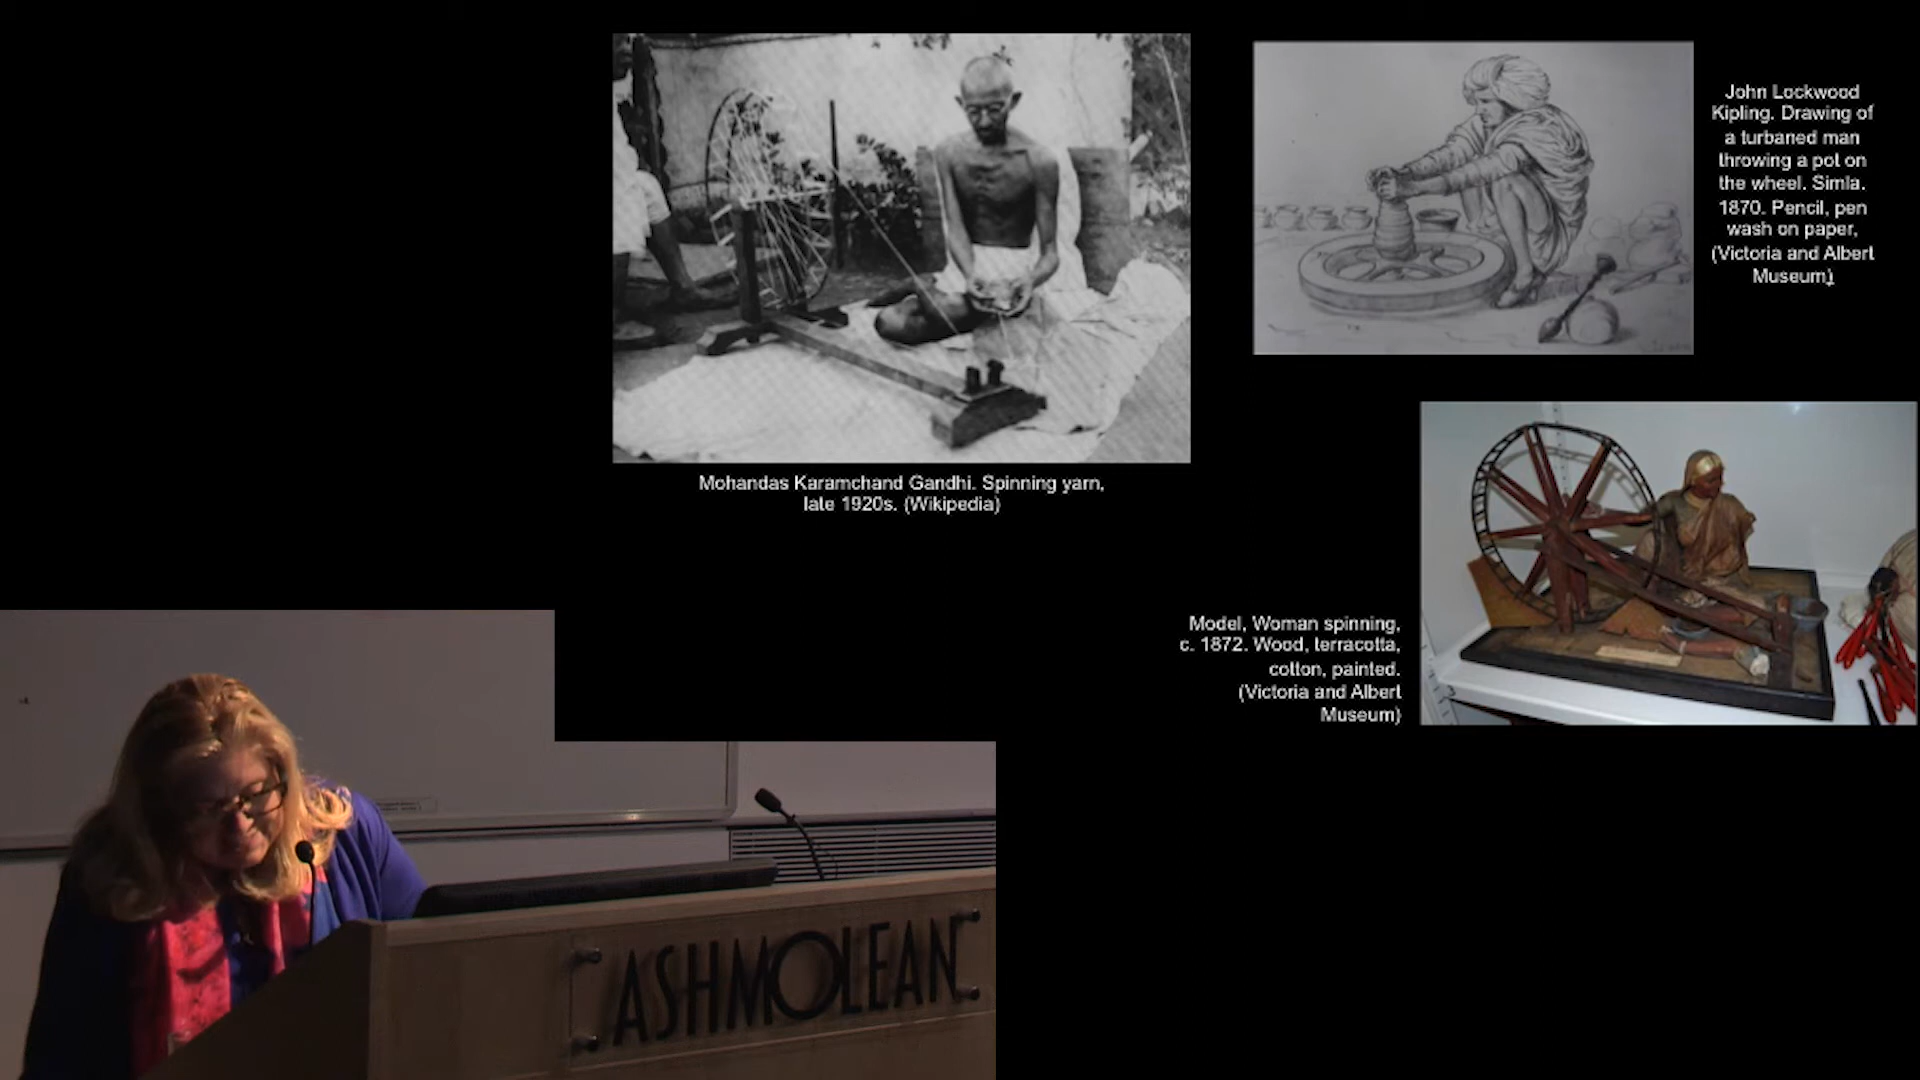 John Lockwood
Kipling. Drawing of
a turbaned man
throwing a pot on
the wheel. Simla.
1870. Pencil, pen
wash on paper,
(Victoria and Albert
Museum)
Mohandas Karamchand Gandhi. Spinning yarn,
late 1920s. (Wikipedia)
Model, Woman spinning,
c. 1872. Wood, terracotta,
cotton, painted.
(Victoria and Albert
Museum)
ASHMOLEAN